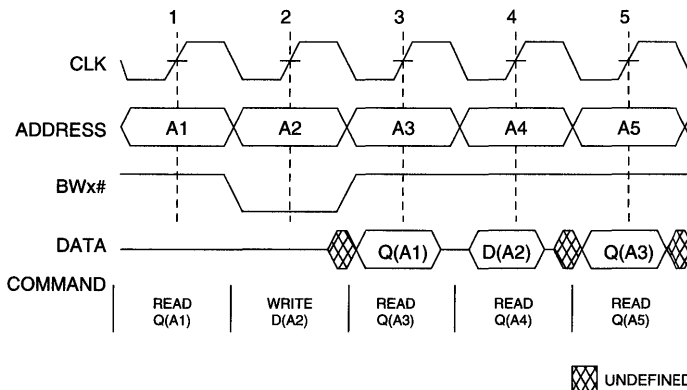 1 2 3 4 5
CLK
ADDRESS A1 A2 A3 A4 A5
BWx#
DATA Q(A1) D(A2) Q(A3)
COMMAND
READ WRITE READ READ READ
Q(A1) D(A2) Q(A3) Q(A4) Q(A5)
UNDEFINED